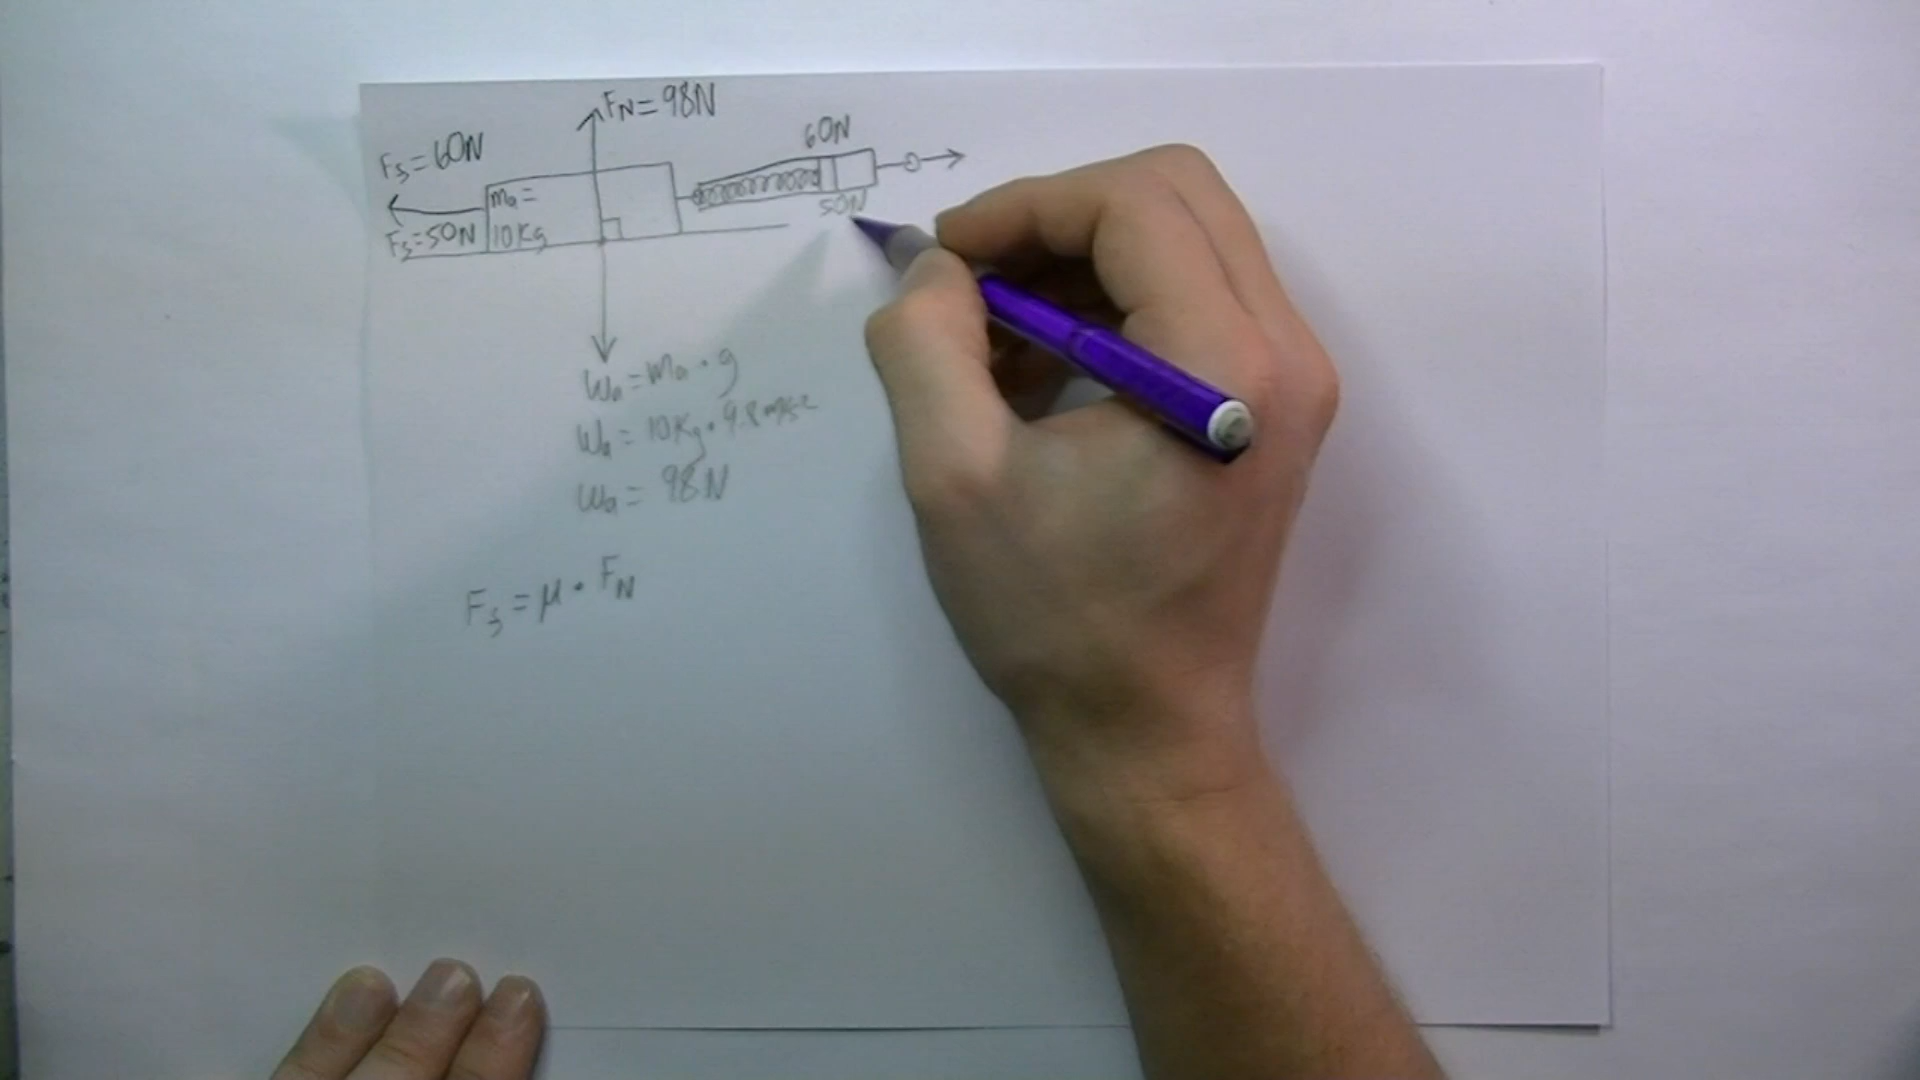 FN = 98N
60N
Fs = 60N
ma =
10Kg
50N
Fs = 50N
Wa = ma · g
Wa = 10Kg · 9.8m/s²
Wa = 98N
Fs = μ · FN